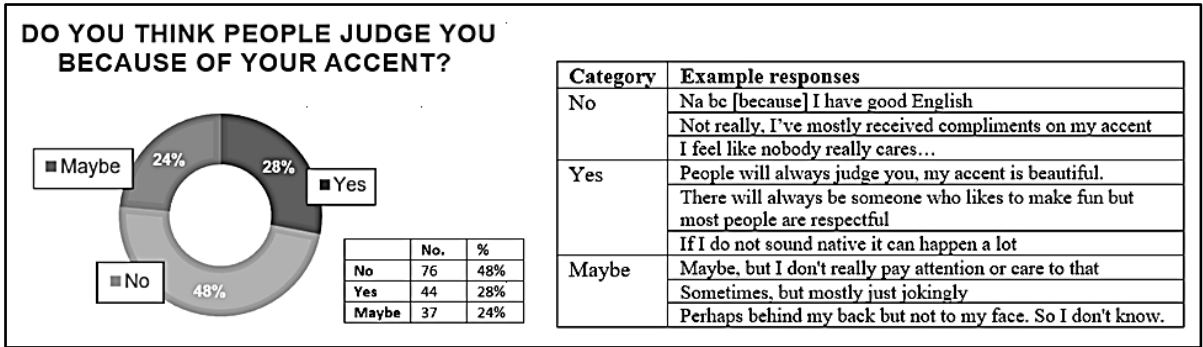 DO YOU THINK PEOPLE JUDGE YOU
BECAUSE OF YOUR ACCENT?
Maybe
24%
28%
Yes
No
48%
No. %
No 76 48%
Yes 44 28%
Maybe 37 24%
Category Example responses
No Na bc [because] I have good English
Not really, I've mostly received compliments on my accent
I feel like nobody really cares…
Yes People will always judge you, my accent is beautiful.
There will always be someone who likes to make fun but
most people are respectful
If I do not sound native it can happen a lot
Maybe Maybe, but I don't really pay attention or care to that
Sometimes, but mostly just jokingly
Perhaps behind my back but not to my face. So I don't know.